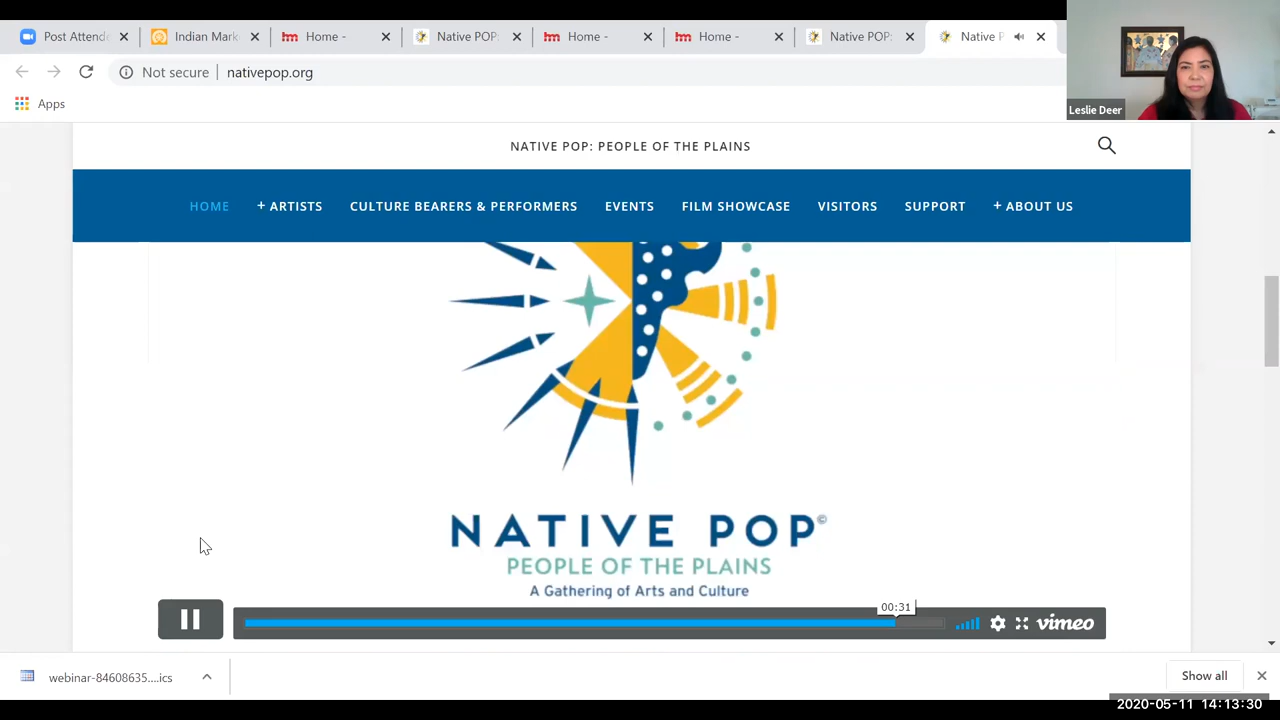 Post Attend
Indian Mark
Home -
Native POP:
Home -
Home -
Native POP:
Native P
Not secure
nativepop.org
Apps
Leslie Deer
NATIVE POP: PEOPLE OF THE PLAINS
HOME
+ ARTISTS
CULTURE BEARERS & PERFORMERS
EVENTS
FILM SHOWCASE
VISITORS
SUPPORT
+ ABOUT US
NATIVE POP©
PEOPLE OF THE PLAINS
A Gathering of Arts and Culture
00:31
vimeo
webinar-84608635....ics
Show all
2020-05-11 14:13:30